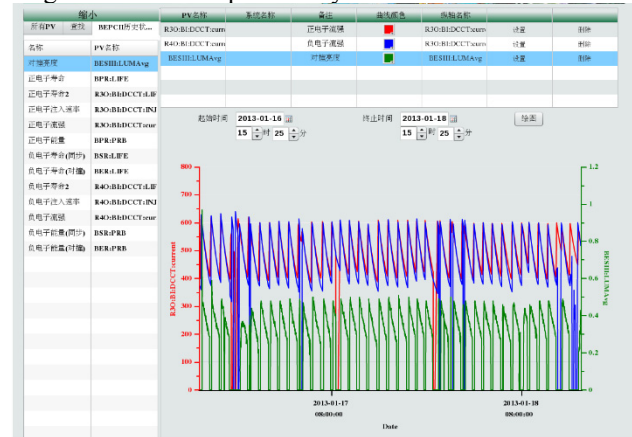 缩小
所有PV 查找 BEPCII历史状...
名称 PV名称
对撞亮度 BESIII:LUMAvg
正电子寿命 BPR:LIFE
正电子寿命2 R3O:BI:DCCT:LIF
正电子注入速率 R3O:BI:DCCT:INJ
正电子流强 R3O:BI:DCCT:cur
正电子能量 BPR:PRB
负电子寿命(同步) BSR:LIFE
负电子寿命(对撞) BER:LIFE
负电子寿命2 R4O:BI:DCCT:LIF
负电子注入速率 R4O:BI:DCCT:INJ
负电子流强 R4O:BI:DCCT:cur
负电子能量(同步) BSR:PRB
负电子能量(对撞) BER:PRB
PV名称 系统名称 备注 曲线颜色 纵轴名称
R3O:BI:DCCT:curre 正电子流强 R3O:BI:DCCT:curr 设置 删除
R4O:BI:DCCT:curre 负电子流强 R4O:BI:DCCT:curr 设置 删除
BESIII:LUMAvg 对撞亮度 BESIII:LUMAvg 设置 删除
起始时间 2013-01-16 终止时间 2013-01-18 绘图
15 时 25 分 15 时 25 分
800
700
600
500
400
300
200
100
0
R3O:BI:DCCT:current
1.2
1
0.8
0.6
0.4
0.2
0
BESIII:LUMAvg
2013-01-17 2013-01-18
08:00:00 08:00:00
Date